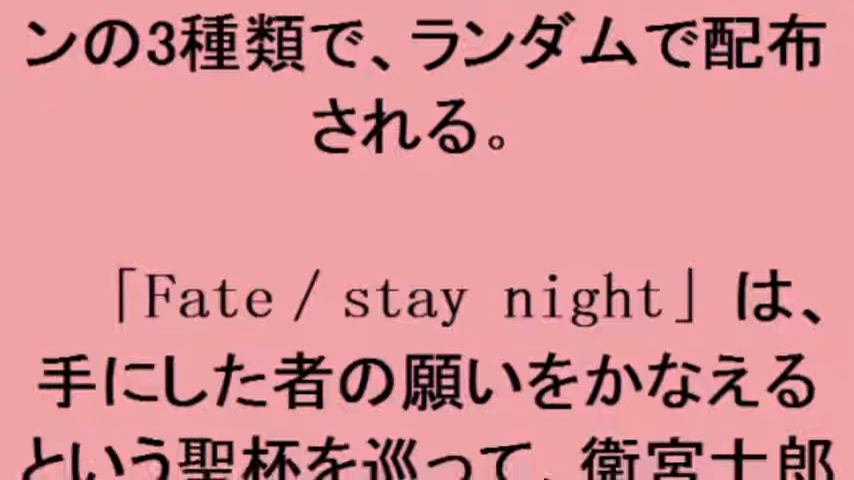 ンの3種類で、ランダムで配布
される。
「Fate／stay night」は、
手にした者の願いをかなえる
という聖杯を巡って、衛宮士郎